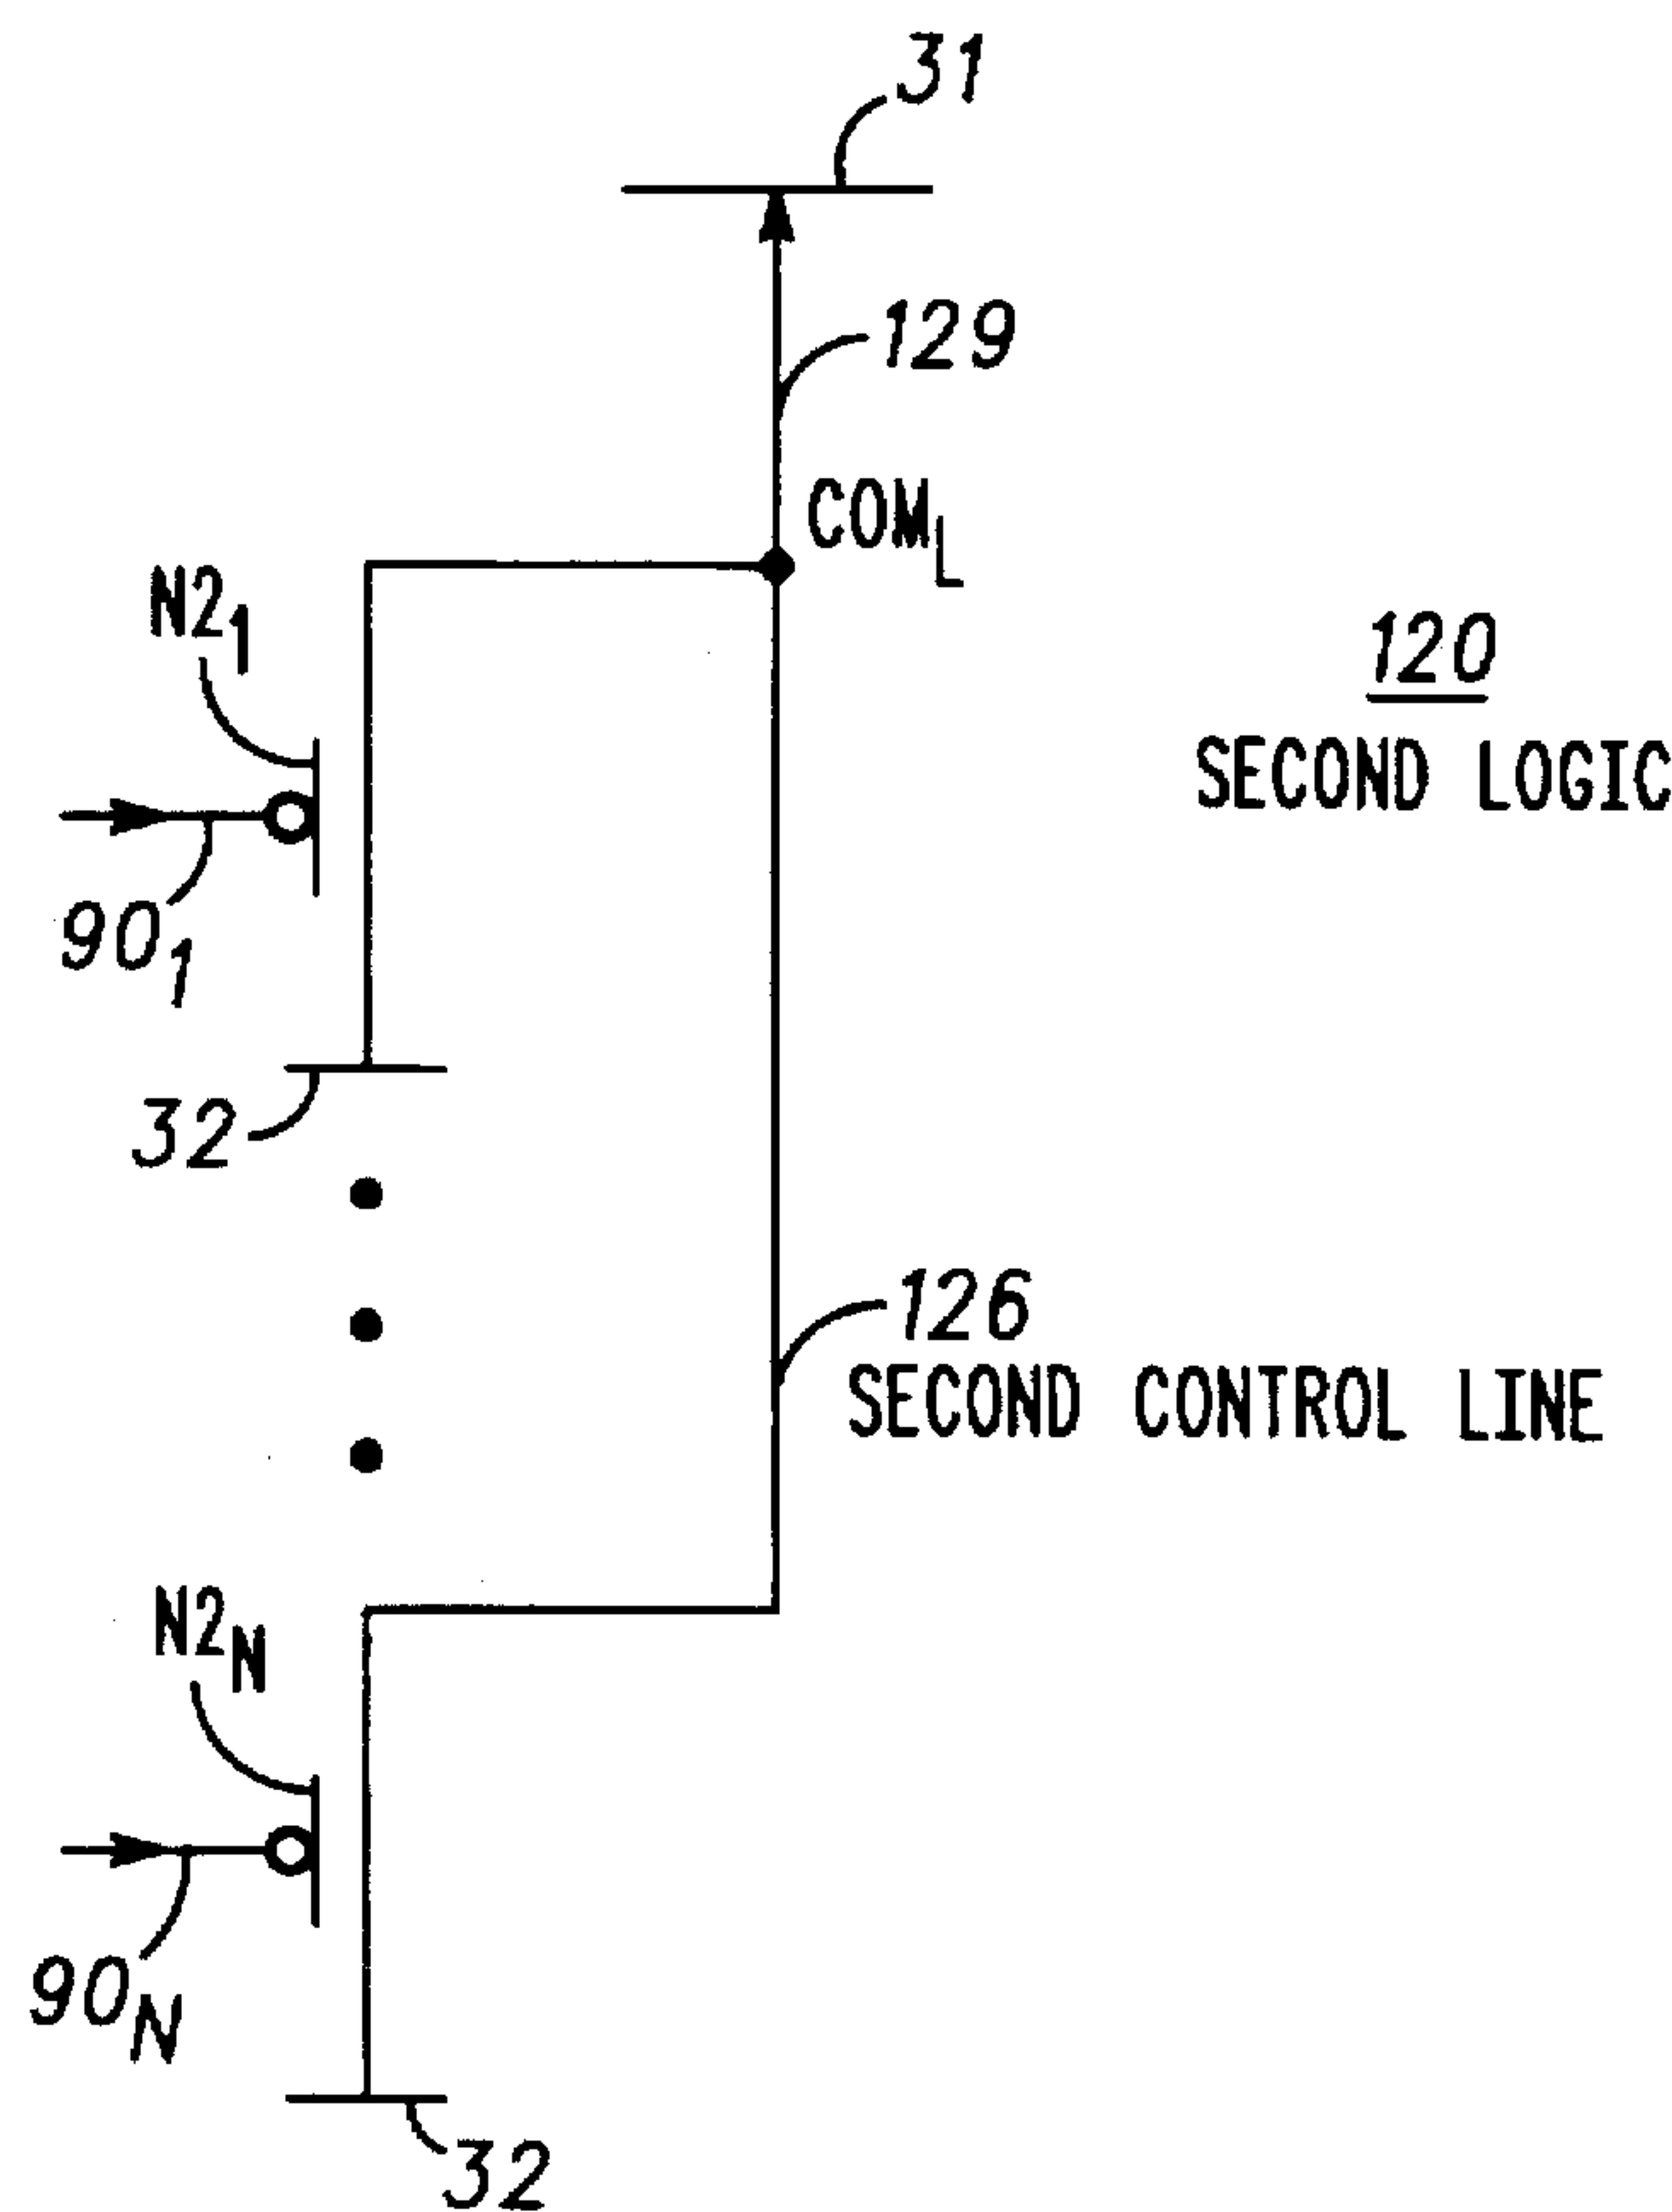 31
129
COM_L
N2_1
120
SECOND LOGIC
90_1
32
126
SECOND CONTROL LINE
N2_N
90_N
32